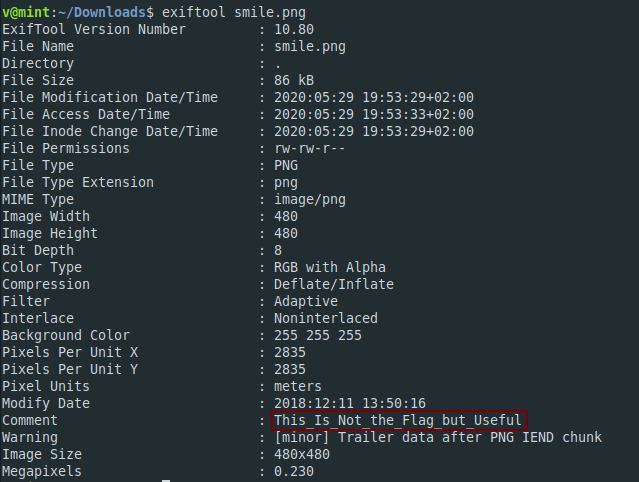 v@mint:~/Downloads$ exiftool smile.png
ExifTool Version Number : 10.80
File Name : smile.png
Directory : .
File Size : 86 kB
File Modification Date/Time : 2020:05:29 19:53:29+02:00
File Access Date/Time : 2020:05:29 19:53:33+02:00
File Inode Change Date/Time : 2020:05:29 19:53:29+02:00
File Permissions : rw-rw-r--
File Type : PNG
File Type Extension : png
MIME Type : image/png
Image Width : 480
Image Height : 480
Bit Depth : 8
Color Type : RGB with Alpha
Compression : Deflate/Inflate
Filter : Adaptive
Interlace : Noninterlaced
Background Color : 255 255 255
Pixels Per Unit X : 2835
Pixels Per Unit Y : 2835
Pixel Units : meters
Modify Date : 2018:12:11 13:50:16
Comment : This_Is_Not_the_Flag_but_Useful
Warning : [minor] Trailer data after PNG IEND chunk
Image Size : 480x480
Megapixels : 0.230